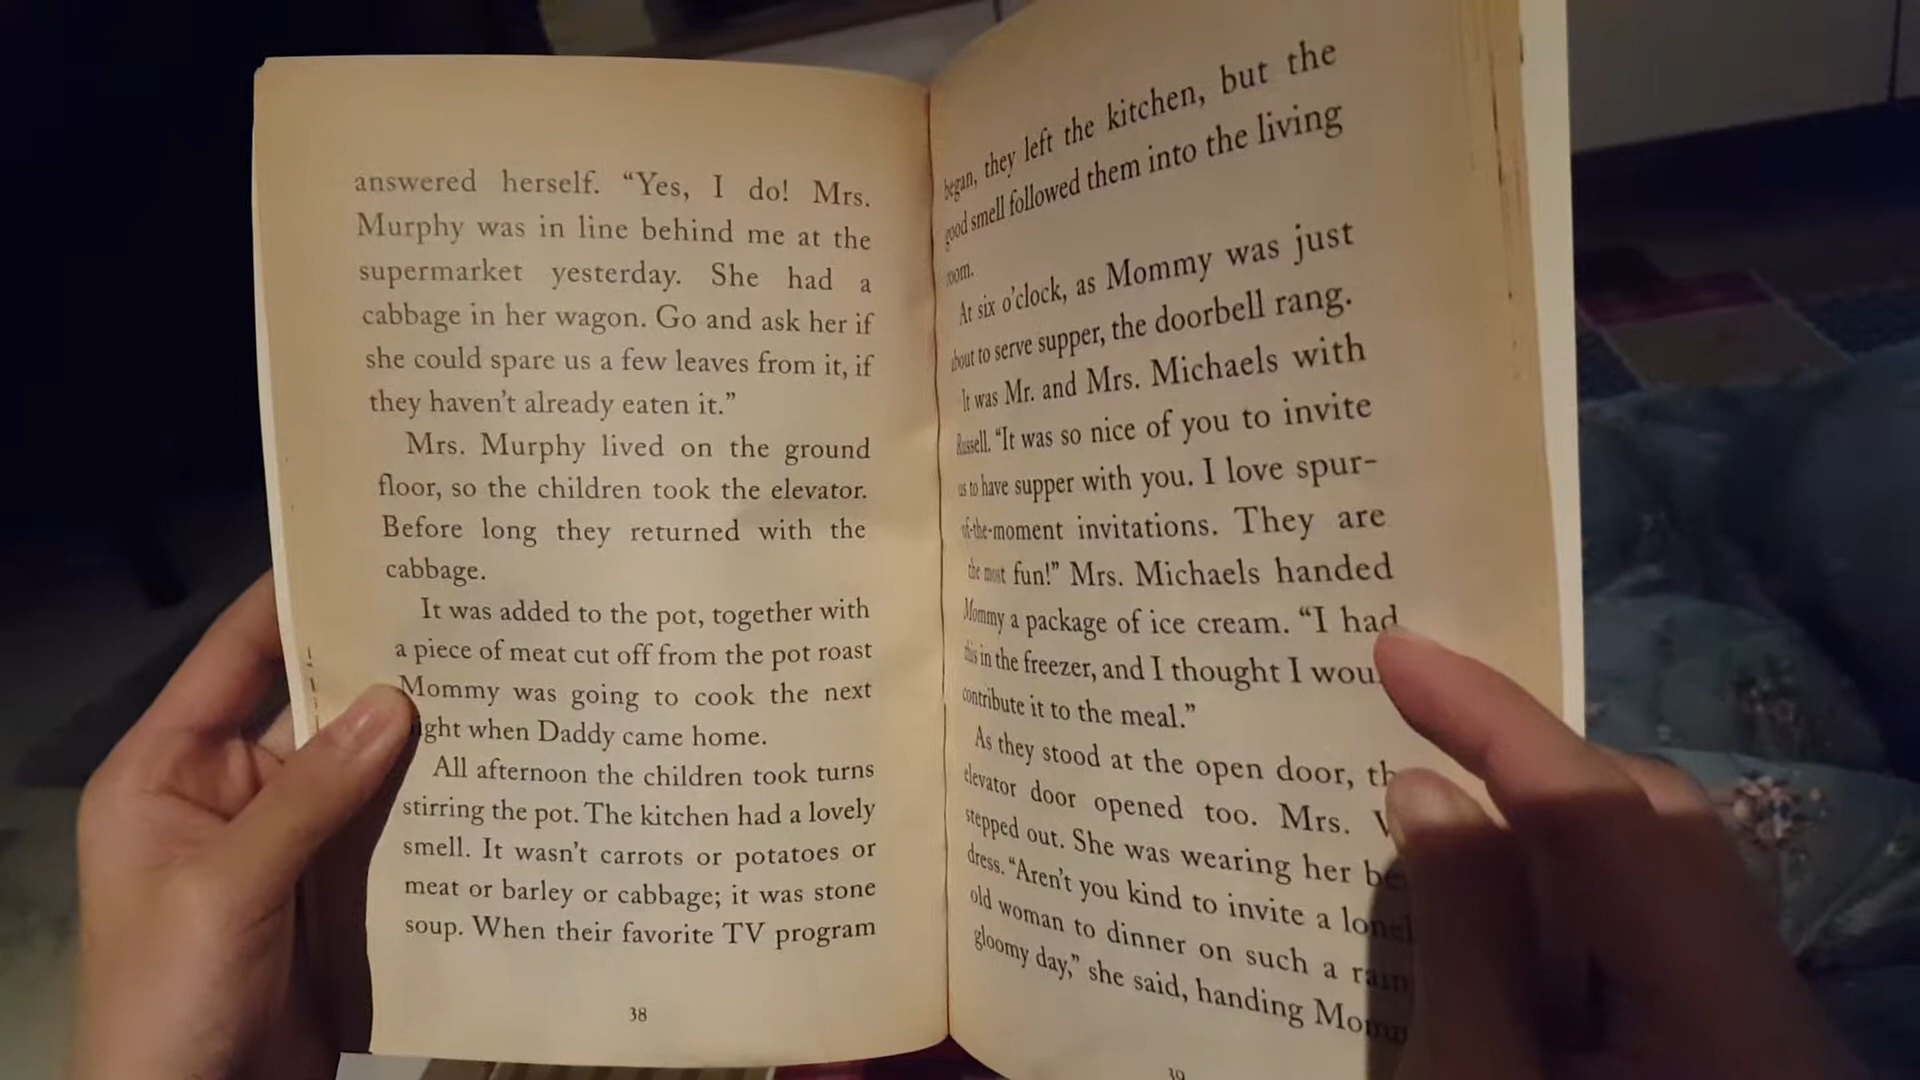 answered herself. “Yes, I do! Mrs.
Murphy was in line behind me at the
supermarket yesterday. She had a
cabbage in her wagon. Go and ask her if
she could spare us a few leaves from it, if
they haven’t already eaten it.”
Mrs. Murphy lived on the ground
floor, so the children took the elevator.
Before long they returned with the
cabbage.
It was added to the pot, together with
a piece of meat cut off from the pot roast
Mommy was going to cook the next
night when Daddy came home.
All afternoon the children took turns
stirring the pot. The kitchen had a lovely
smell. It wasn’t carrots or potatoes or
meat or barley or cabbage; it was stone
soup. When their favorite TV program
38
began, they left the kitchen, but the
good smell followed them into the living
room.
At six o’clock, as Mommy was just
about to serve supper, the doorbell rang.
It was Mr. and Mrs. Michaels with
Russell. “It was so nice of you to invite
us to have supper with you. I love spur-
of-the-moment invitations. They are
the most fun!” Mrs. Michaels handed
Mommy a package of ice cream. “I had
this in the freezer, and I thought I
contribute it to the meal.”
As they stood at the open door,
elevator door opened too. Mrs.
stepped out. She was wearing her
dress. “Aren’t you kind to invite a
old woman to dinner on such a
gloomy day,” she said, handing
39